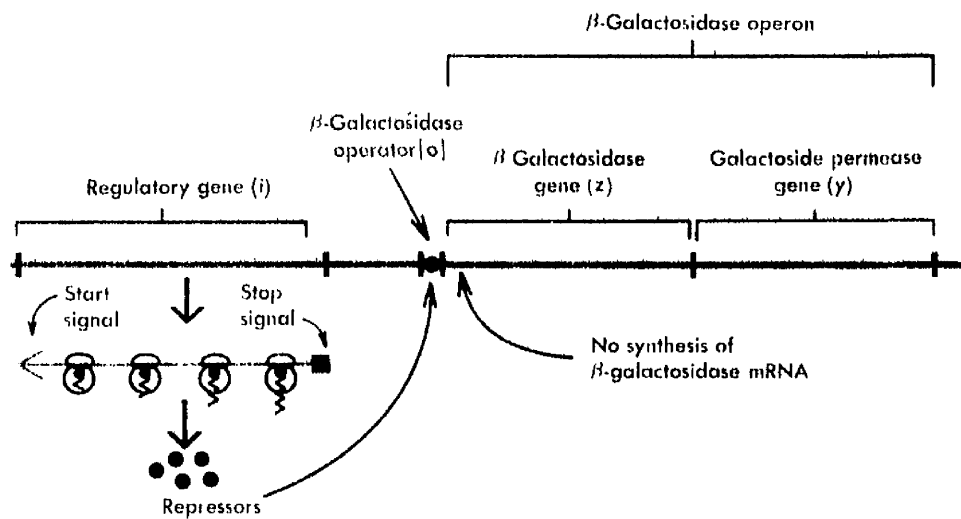 β-Galactosidase operon
β-Galactosidase
operator(o)
β Galactosidase
gene (z)
Galactoside permease
gene (y)
Regulatory gene (i)
Start
signal
Stop
signal
No synthesis of
β-galactosidase mRNA
Repressors